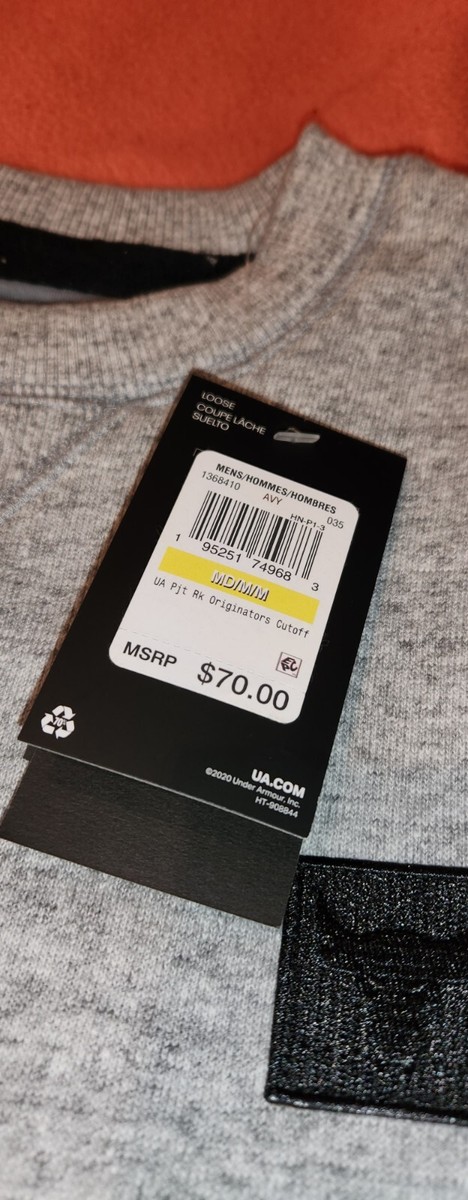 LOOSE
COUPE LÂCHE
SUELTO
MENS/HOMMES/HOMBRES
1368410 AVY HN-P1-3 035
1 95251 74968 3
MD/M/M
UA Pjt Rk Originators Cutoff
MSRP $70.00
UA.COM
©2020 Under Armour, Inc.
HT-906844